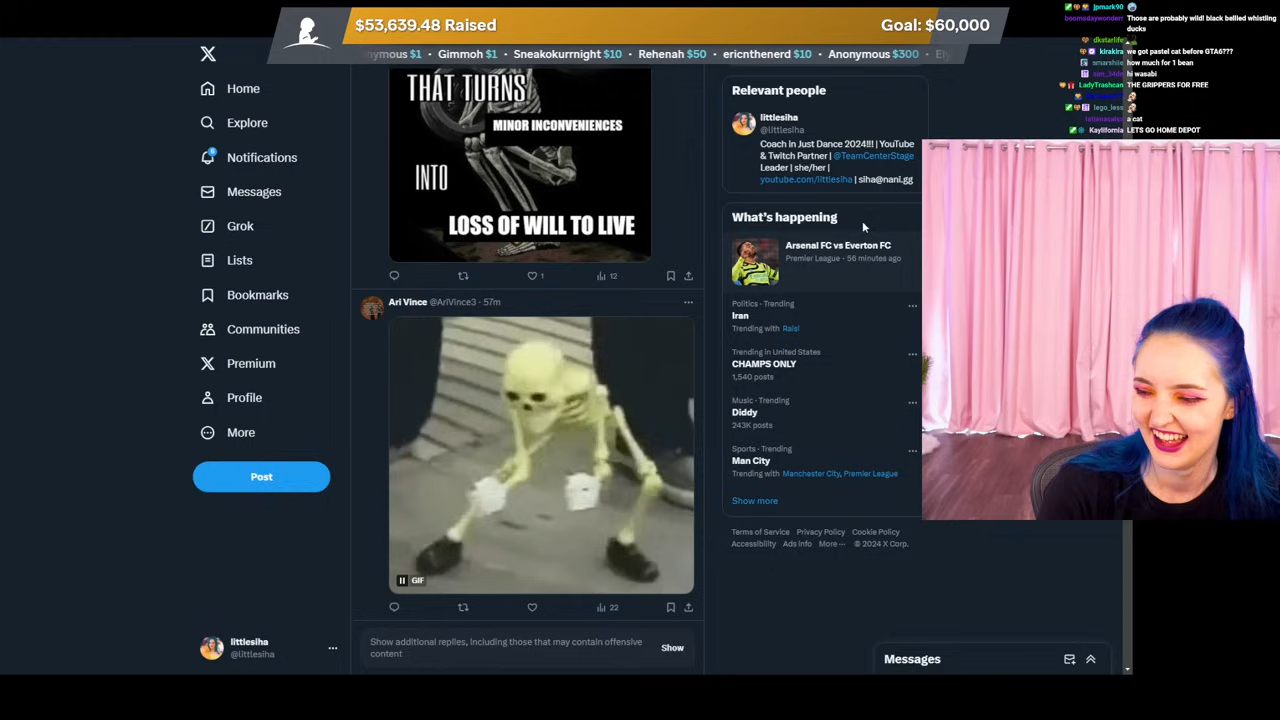 $53,639.48 Raised
Goal: $60,000
nymous $1 • Gimmoh $1 • Sneakokurrnight $10 • Rehenah $50 • ericnthenerd $10 • Anonymous $300 •
Home
Explore
Notifications
Messages
Grok
Lists
Bookmarks
Communities
Premium
Profile
More
Post
littlesiha
@littlesiha
THAT TURNS
MINOR INCONVENIENCES
INTO
LOSS OF WILL TO LIVE
1
12
Ari Vince @AriVince3 · 57m
GIF
22
Show additional replies, including those that may contain offensive
content
Show
Relevant people
littlesiha
@littlesiha
Coach in Just Dance 2024!!! | YouTube
& Twitch Partner | @TeamCenterStage
Leader | she/her |
youtube.com/littlesiha | siha@nani.gg
What's happening
Arsenal FC vs Everton FC
Premier League · 56 minutes ago
Politics · Trending
Iran
Trending with Raisi
Trending in United States
CHAMPS ONLY
1,540 posts
Music · Trending
Diddy
243K posts
Sports · Trending
Man City
Trending with Manchester City, Premier League
Show more
Terms of Service Privacy Policy Cookie Policy
Accessibility Ads info More ··· © 2024 X Corp.
Messages
jpmark90
boomsdaywonders Those are probably wild! black bellied whistling
ducks
dkstarlife
kirakira we got pastel cat before GTA6???
smarshlie how much for 1 bean
sim_34de hi wasabi
LadyTrashcan THE GRIPPERS FOR FREE
lego_less
a cat
Kaylifornia LETS GO HOME DEPOT